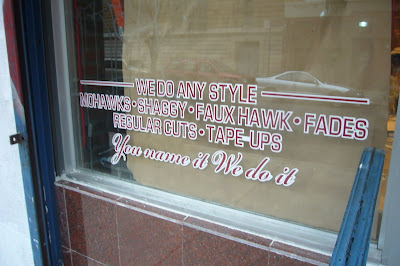 WE DO ANY STYLE
MOHAWKS • SHAGGY • FAUX HAWK • FADES
REGULAR CUTS • TAPE-UPS
You name it We do it